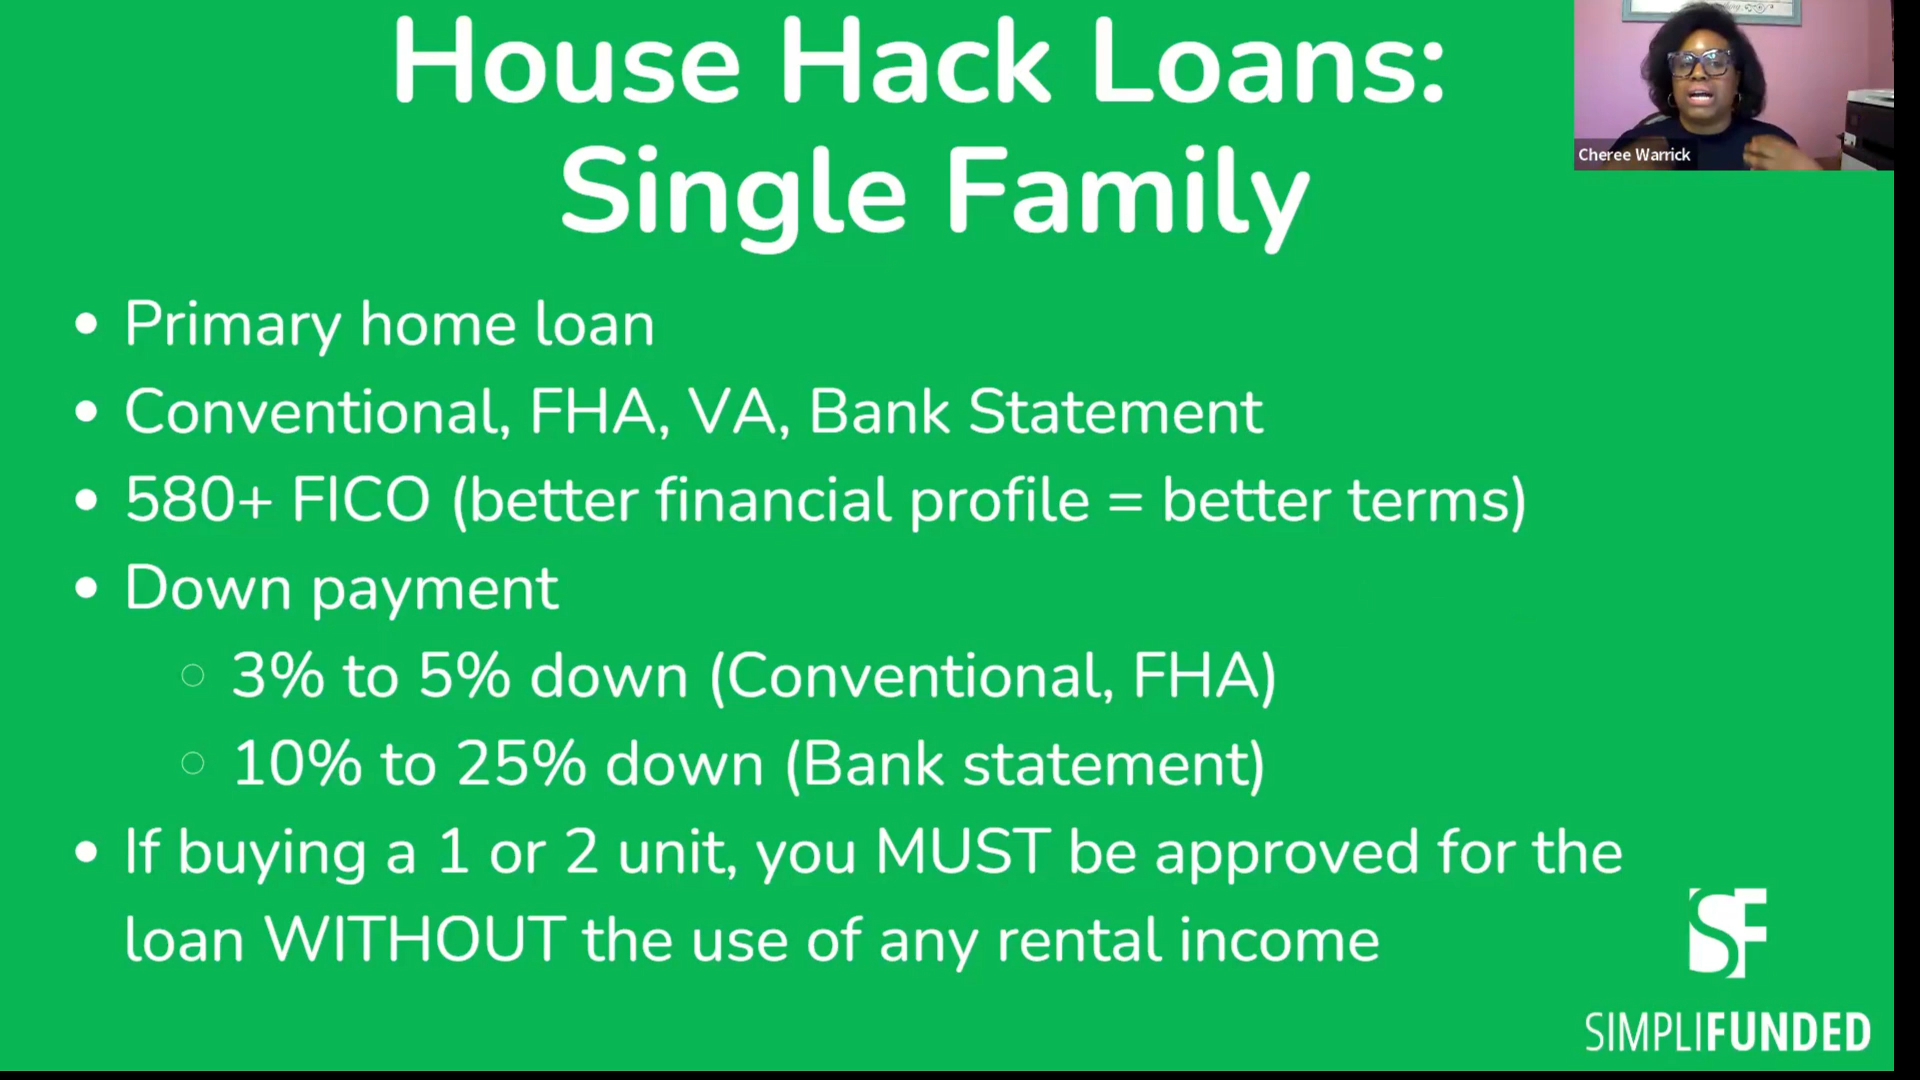 House Hack Loans:
Single Family
Cheree Warrick
• Primary home loan
• Conventional, FHA, VA, Bank Statement
• 580+ FICO (better financial profile = better terms)
• Down payment
○ 3% to 5% down (Conventional, FHA)
○ 10% to 25% down (Bank statement)
• If buying a 1 or 2 unit, you MUST be approved for the
loan WITHOUT the use of any rental income
SF
SIMPLIFUNDED